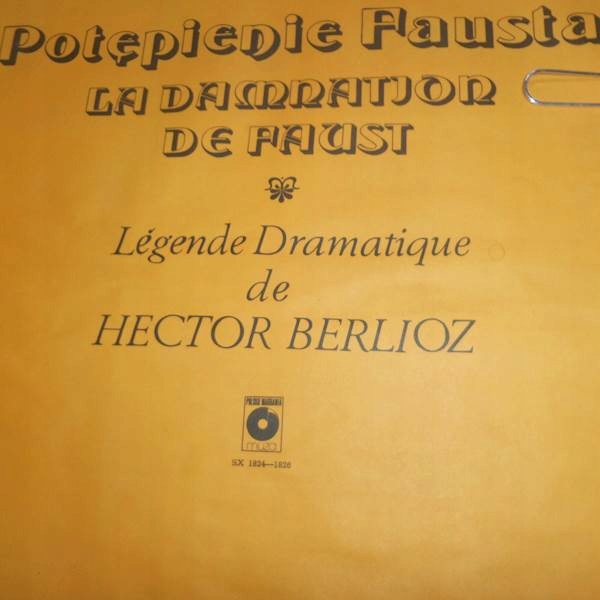 Potępienie Fausta
LA DAMNATION
DE FAUST
Légende Dramatique
de
HECTOR BERLIOZ
POLSKIE NAGRANIA
muza
SX 1824—1826